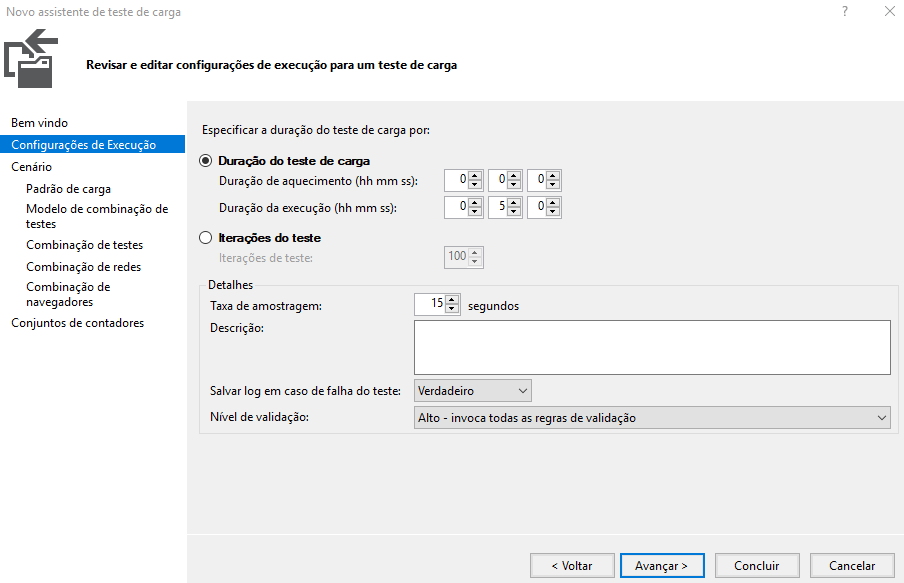 Novo assistente de teste de carga
?
Revisar e editar configurações de execução para um teste de carga
Bem vindo
Configurações de Execução
Cenário
Padrão de carga
Modelo de combinação de
testes
Combinação de testes
Combinação de redes
Combinação de
navegadores
Conjuntos de contadores
Especificar a duração do teste de carga por:
Duração do teste de carga
Duração de aquecimento (hh mm ss): 0 0 0
Duração da execução (hh mm ss): 0 5 0
Iterações do teste
Iterações de teste: 100
Detalhes
Taxa de amostragem: 15 segundos
Descrição:
Salvar log em caso de falha do teste: Verdadeiro
Nível de validação: Alto - invoca todas as regras de validação
< Voltar Avançar > Concluir Cancelar